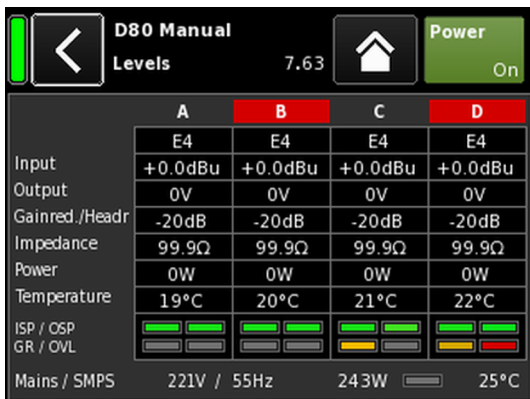 D80 Manual
Levels 7.63
Power
On
A B C D
E4 E4 E4 E4
Input +0.0dBu +0.0dBu +0.0dBu +0.0dBu
Output 0V 0V 0V 0V
Gainred./Headr -20dB -20dB -20dB -20dB
Impedance 99.9Ω 99.9Ω 99.9Ω 99.9Ω
Power 0W 0W 0W 0W
Temperature 19°C 20°C 21°C 22°C
ISP / OSP
GR / OVL
Mains / SMPS 221V / 55Hz 243W 25°C